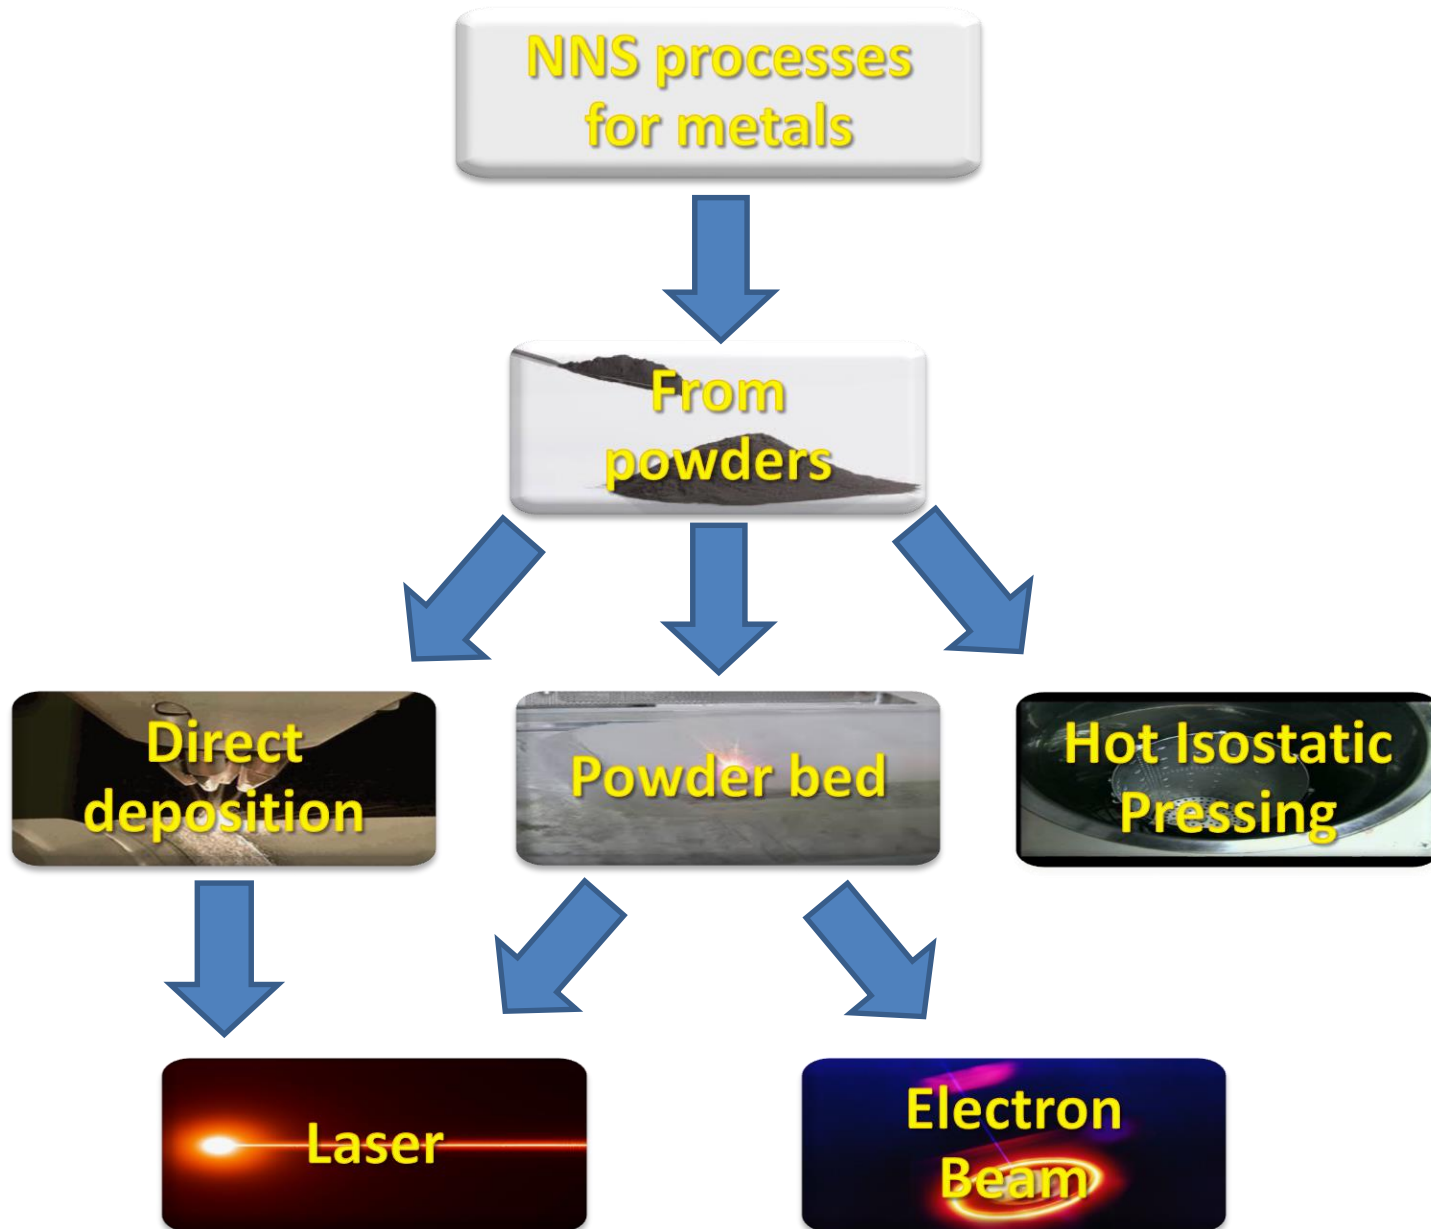 NNS processes
for metals
From
powders
Direct
deposition
Powder bed
Hot Isostatic
Pressing
Laser
Electron
Beam